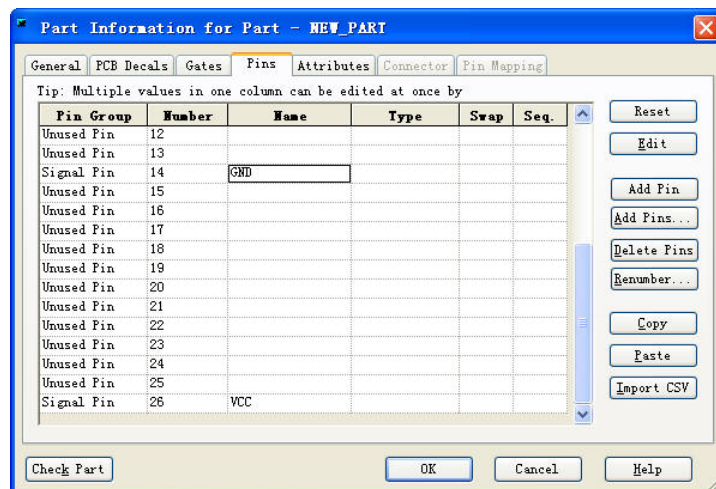 Part Information for Part - NEW_PART
General PCB Decals Gates Pins Attributes Connector Pin Mapping
Tip: Multiple values in one column can be edited at once by
Pin Group Number Name Type Swap Seq.
Unused Pin 12
Unused Pin 13
Signal Pin 14 GND
Unused Pin 15
Unused Pin 16
Unused Pin 17
Unused Pin 18
Unused Pin 19
Unused Pin 20
Unused Pin 21
Unused Pin 22
Unused Pin 23
Unused Pin 24
Unused Pin 25
Signal Pin 26 VCC
Reset
Edit
Add Pin
Add Pins...
Delete Pins
Renumber...
Copy
Paste
Import CSV
Check Part OK Cancel Help